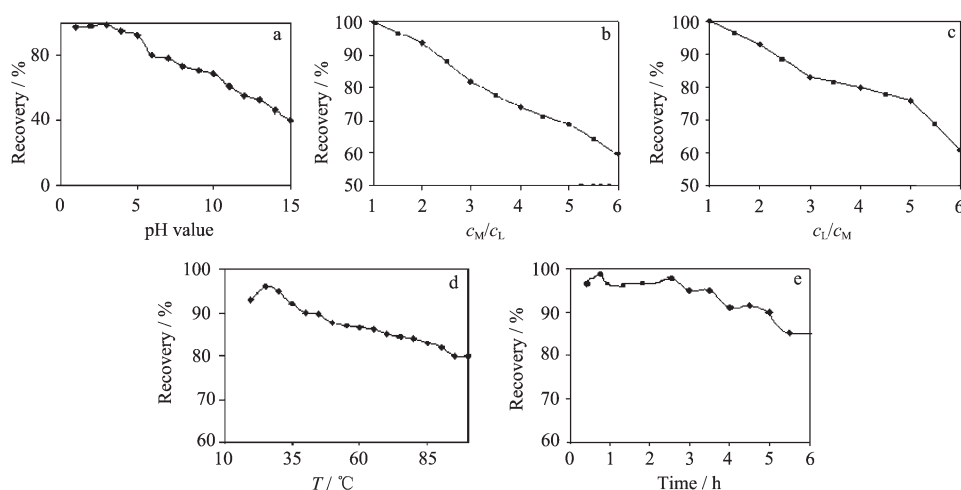 a
Recovery / %
80
40
0
0 5 10 15
pH value
b
Recovery / %
100
90
80
70
60
50
1 2 3 4 5 6
cM/cL
c
Recovery / %
100
90
80
70
60
50
1 2 3 4 5 6
cL/cM
d
Recovery / %
100
90
80
70
60
10 35 60 85
T / ℃
e
Recovery / %
100
90
80
70
60
0 1 2 3 4 5 6
Time / h